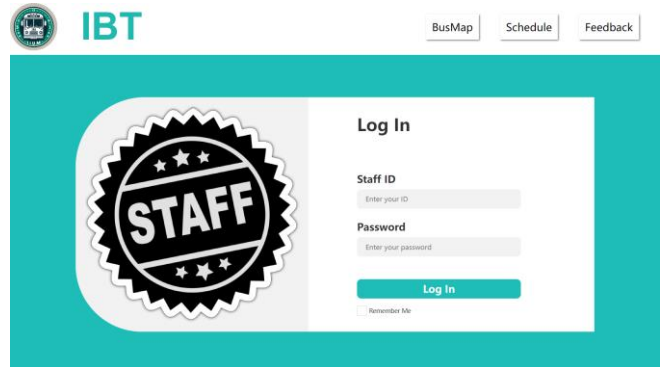 IBT
BusMap
Schedule
Feedback
STAFF
Log In
Staff ID
Enter your ID
Password
Enter your password
Log In
Remember Me